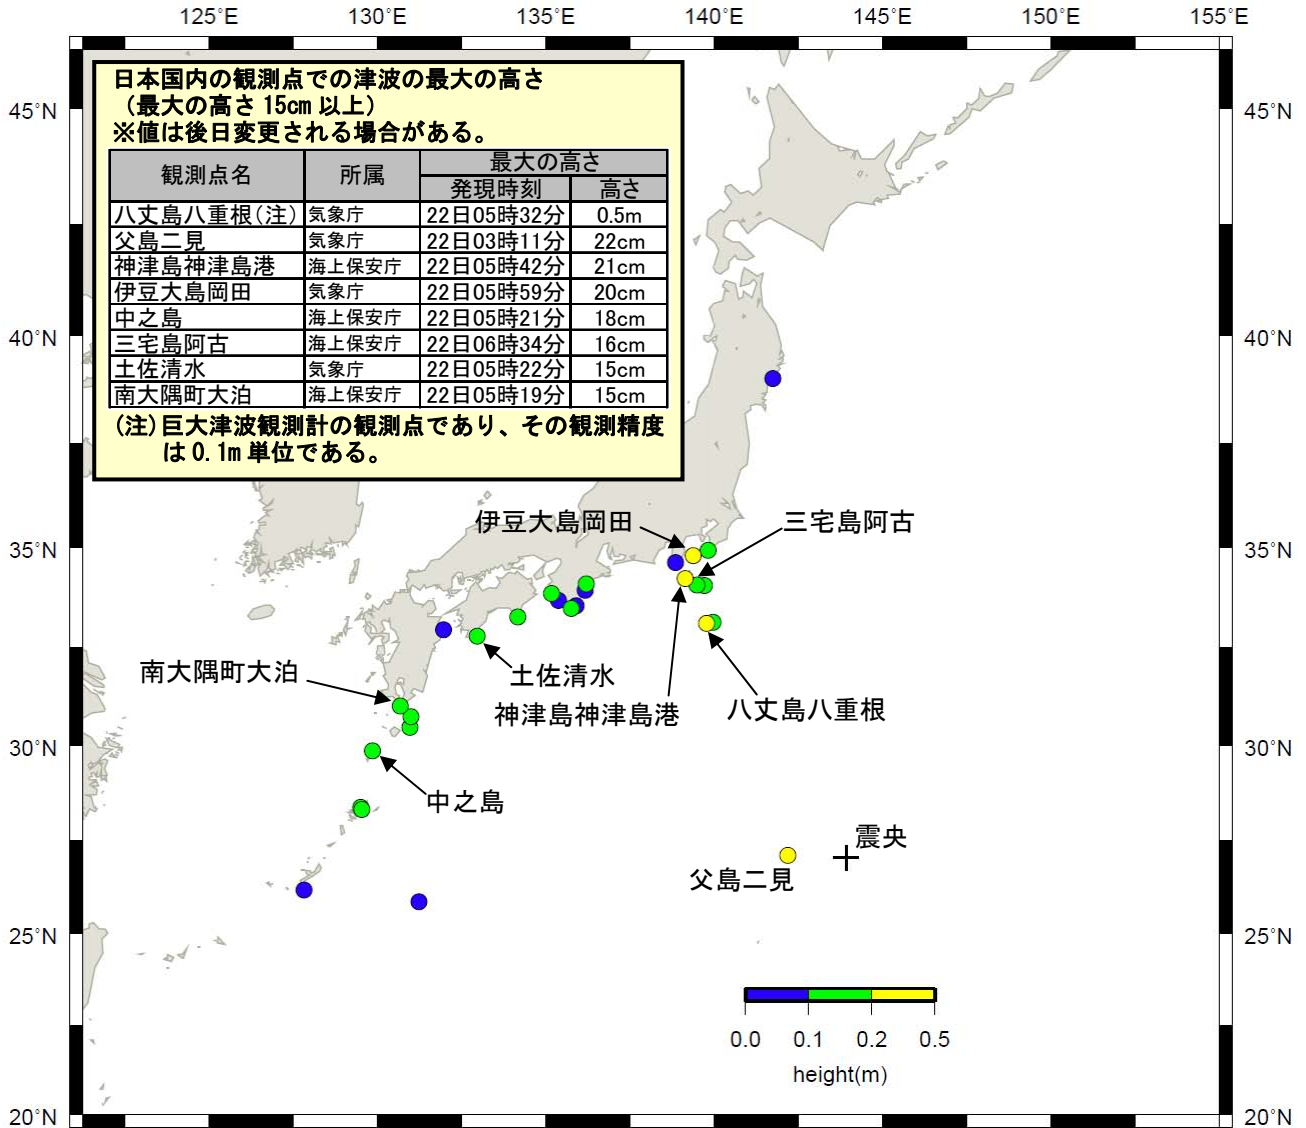 125°E 130°E 135°E 140°E 145°E 150°E 155°E
日本国内の観測点での津波の最大の高さ
（最大の高さ15cm以上）
※値は後日変更される場合がある。
観測点名 所属 最大の高さ
発現時刻 高さ
八丈島八重根(注) 気象庁 22日05時32分 0.5m
父島二見 気象庁 22日03時11分 22cm
神津島神津島港 海上保安庁 22日05時42分 21cm
伊豆大島岡田 気象庁 22日05時59分 20cm
中之島 海上保安庁 22日05時21分 18cm
三宅島阿古 海上保安庁 22日06時34分 16cm
土佐清水 気象庁 22日05時22分 15cm
南大隅町大泊 海上保安庁 22日05時19分 15cm
(注)巨大津波観測計の観測点であり、その観測精度
は0.1m単位である。
45°N 45°N
40°N 40°N
伊豆大島岡田 三宅島阿古
35°N 35°N
南大隅町大泊 土佐清水
神津島神津島港 八丈島八重根
30°N 30°N
中之島
震央
父島二見
25°N 25°N
0.0 0.1 0.2 0.5
height(m)
20°N 20°N